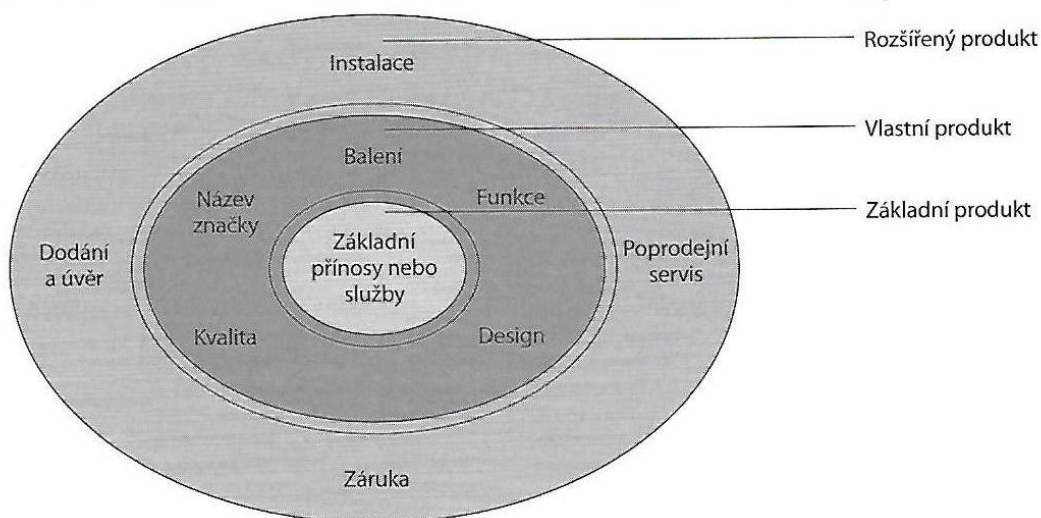 Rozšířený produkt
Instalace
Vlastní produkt
Balení
Název
značky
Funkce
Základní produkt
Dodání
a úvěr
Základní
přínosy nebo
služby
Poprodejní
servis
Kvalita
Design
Záruka